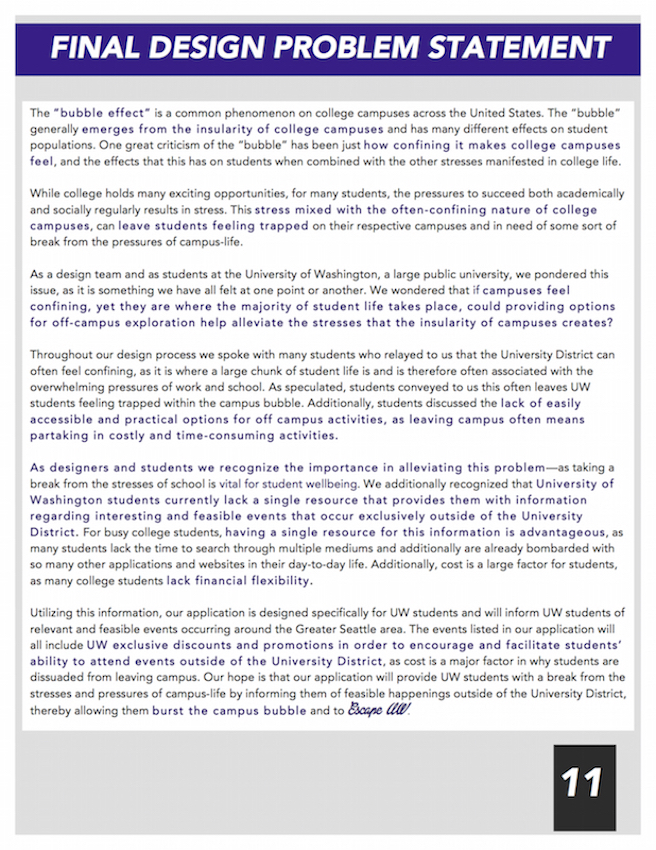 FINAL DESIGN PROBLEM STATEMENT
The "bubble effect" is a common phenomenon on college campuses across the United States. The "bubble"
generally emerges from the insularity of college campuses and has many different effects on student
populations. One great criticism of the "bubble" has been just how confining it makes college campuses
feel, and the effects that this has on students when combined with the other stresses manifested in college life.
While college holds many exciting opportunities, for many students, the pressures to succeed both academically
and socially regularly results in stress. This stress mixed with the often-confining nature of college
campuses, can leave students feeling trapped on their respective campuses and in need of some sort of
break from the pressures of campus-life.
As a design team and as students at the University of Washington, a large public university, we pondered this
issue, as it is something we have all felt at one point or another. We wondered that if campuses feel
confining, yet they are where the majority of student life takes place, could providing options
for off-campus exploration help alleviate the stresses that the insularity of campuses creates?
Throughout our design process we spoke with many students who relayed to us that the University District can
often feel confining, as it is where a large chunk of student life is and is therefore often associated with the
overwhelming pressures of work and school. As speculated, students conveyed to us this often leaves UW
students feeling trapped within the campus bubble. Additionally, students discussed the lack of easily
accessible and practical options for off campus activities, as leaving campus often means
partaking in costly and time-consuming activities.
As designers and students we recognize the importance in alleviating this problem—as taking a
break from the stresses of school is vital for student wellbeing. We additionally recognized that University of
Washington students currently lack a single resource that provides them with information
regarding interesting and feasible events that occur exclusively outside of the University
District. For busy college students, having a single resource for this information is advantageous, as
many students lack the time to search through multiple mediums and additionally are already bombarded with
so many other applications and websites in their day-to-day life. Additionally, cost is a large factor for students,
as many college students lack financial flexibility.
Utilizing this information, our application is designed specifically for UW students and will inform UW students of
relevant and feasible events occurring around the Greater Seattle area. The events listed in our application will
all include UW exclusive discounts and promotions in order to encourage and facilitate students'
ability to attend events outside of the University District, as cost is a major factor in why students are
dissuaded from leaving campus. Our hope is that our application will provide UW students with a break from the
stresses and pressures of campus-life by informing them of feasible happenings outside of the University District,
thereby allowing them burst the campus bubble and to Escape UW.
11